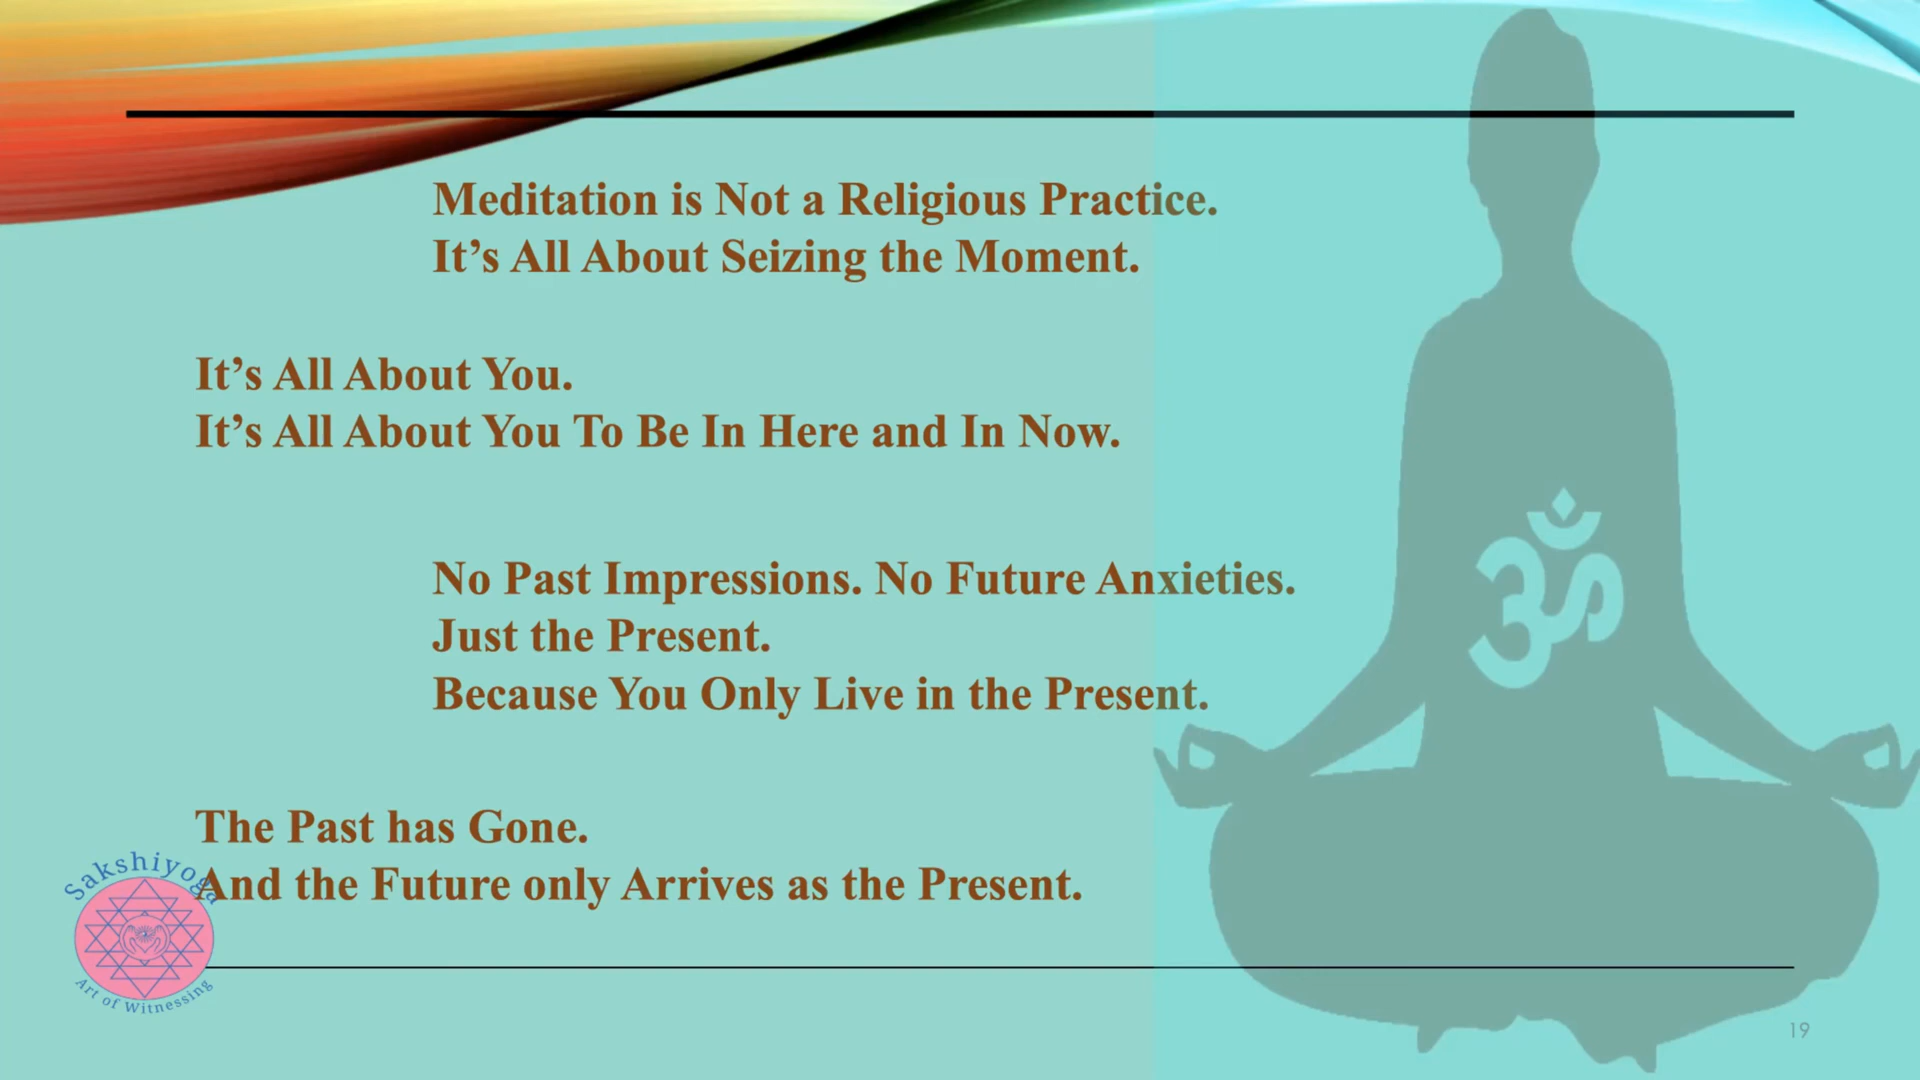 Meditation is Not a Religious Practice.
It’s All About Seizing the Moment.
It’s All About You.
It’s All About You To Be In Here and In Now.
No Past Impressions. No Future Anxieties.
Just the Present.
Because You Only Live in the Present.
The Past has Gone.
And the Future only Arrives as the Present.
Sakshiyoga
Art of Witnessing
ॐ
19